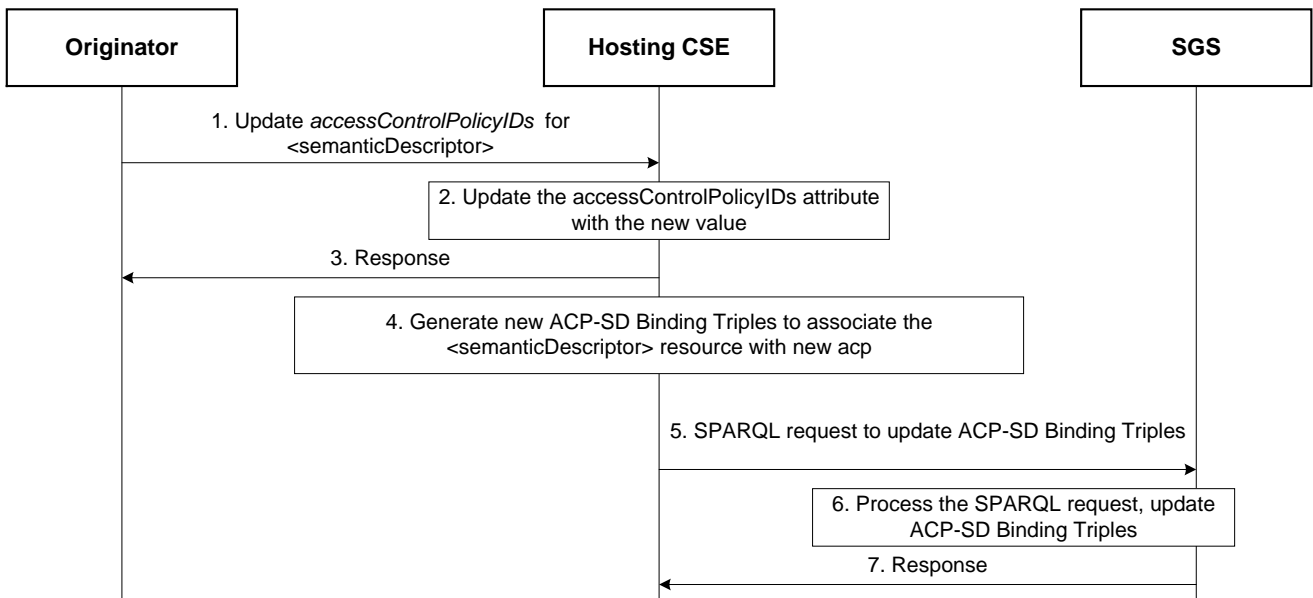 Originator
Hosting CSE
SGS
1. Update accessControlPolicyIDs for
<semanticDescriptor>
2. Update the accessControlPolicyIDs attribute
with the new value
3. Response
4. Generate new ACP-SD Binding Triples to associate the
<semanticDescriptor> resource with new acp
5. SPARQL request to update ACP-SD Binding Triples
6. Process the SPARQL request, update
ACP-SD Binding Triples
7. Response